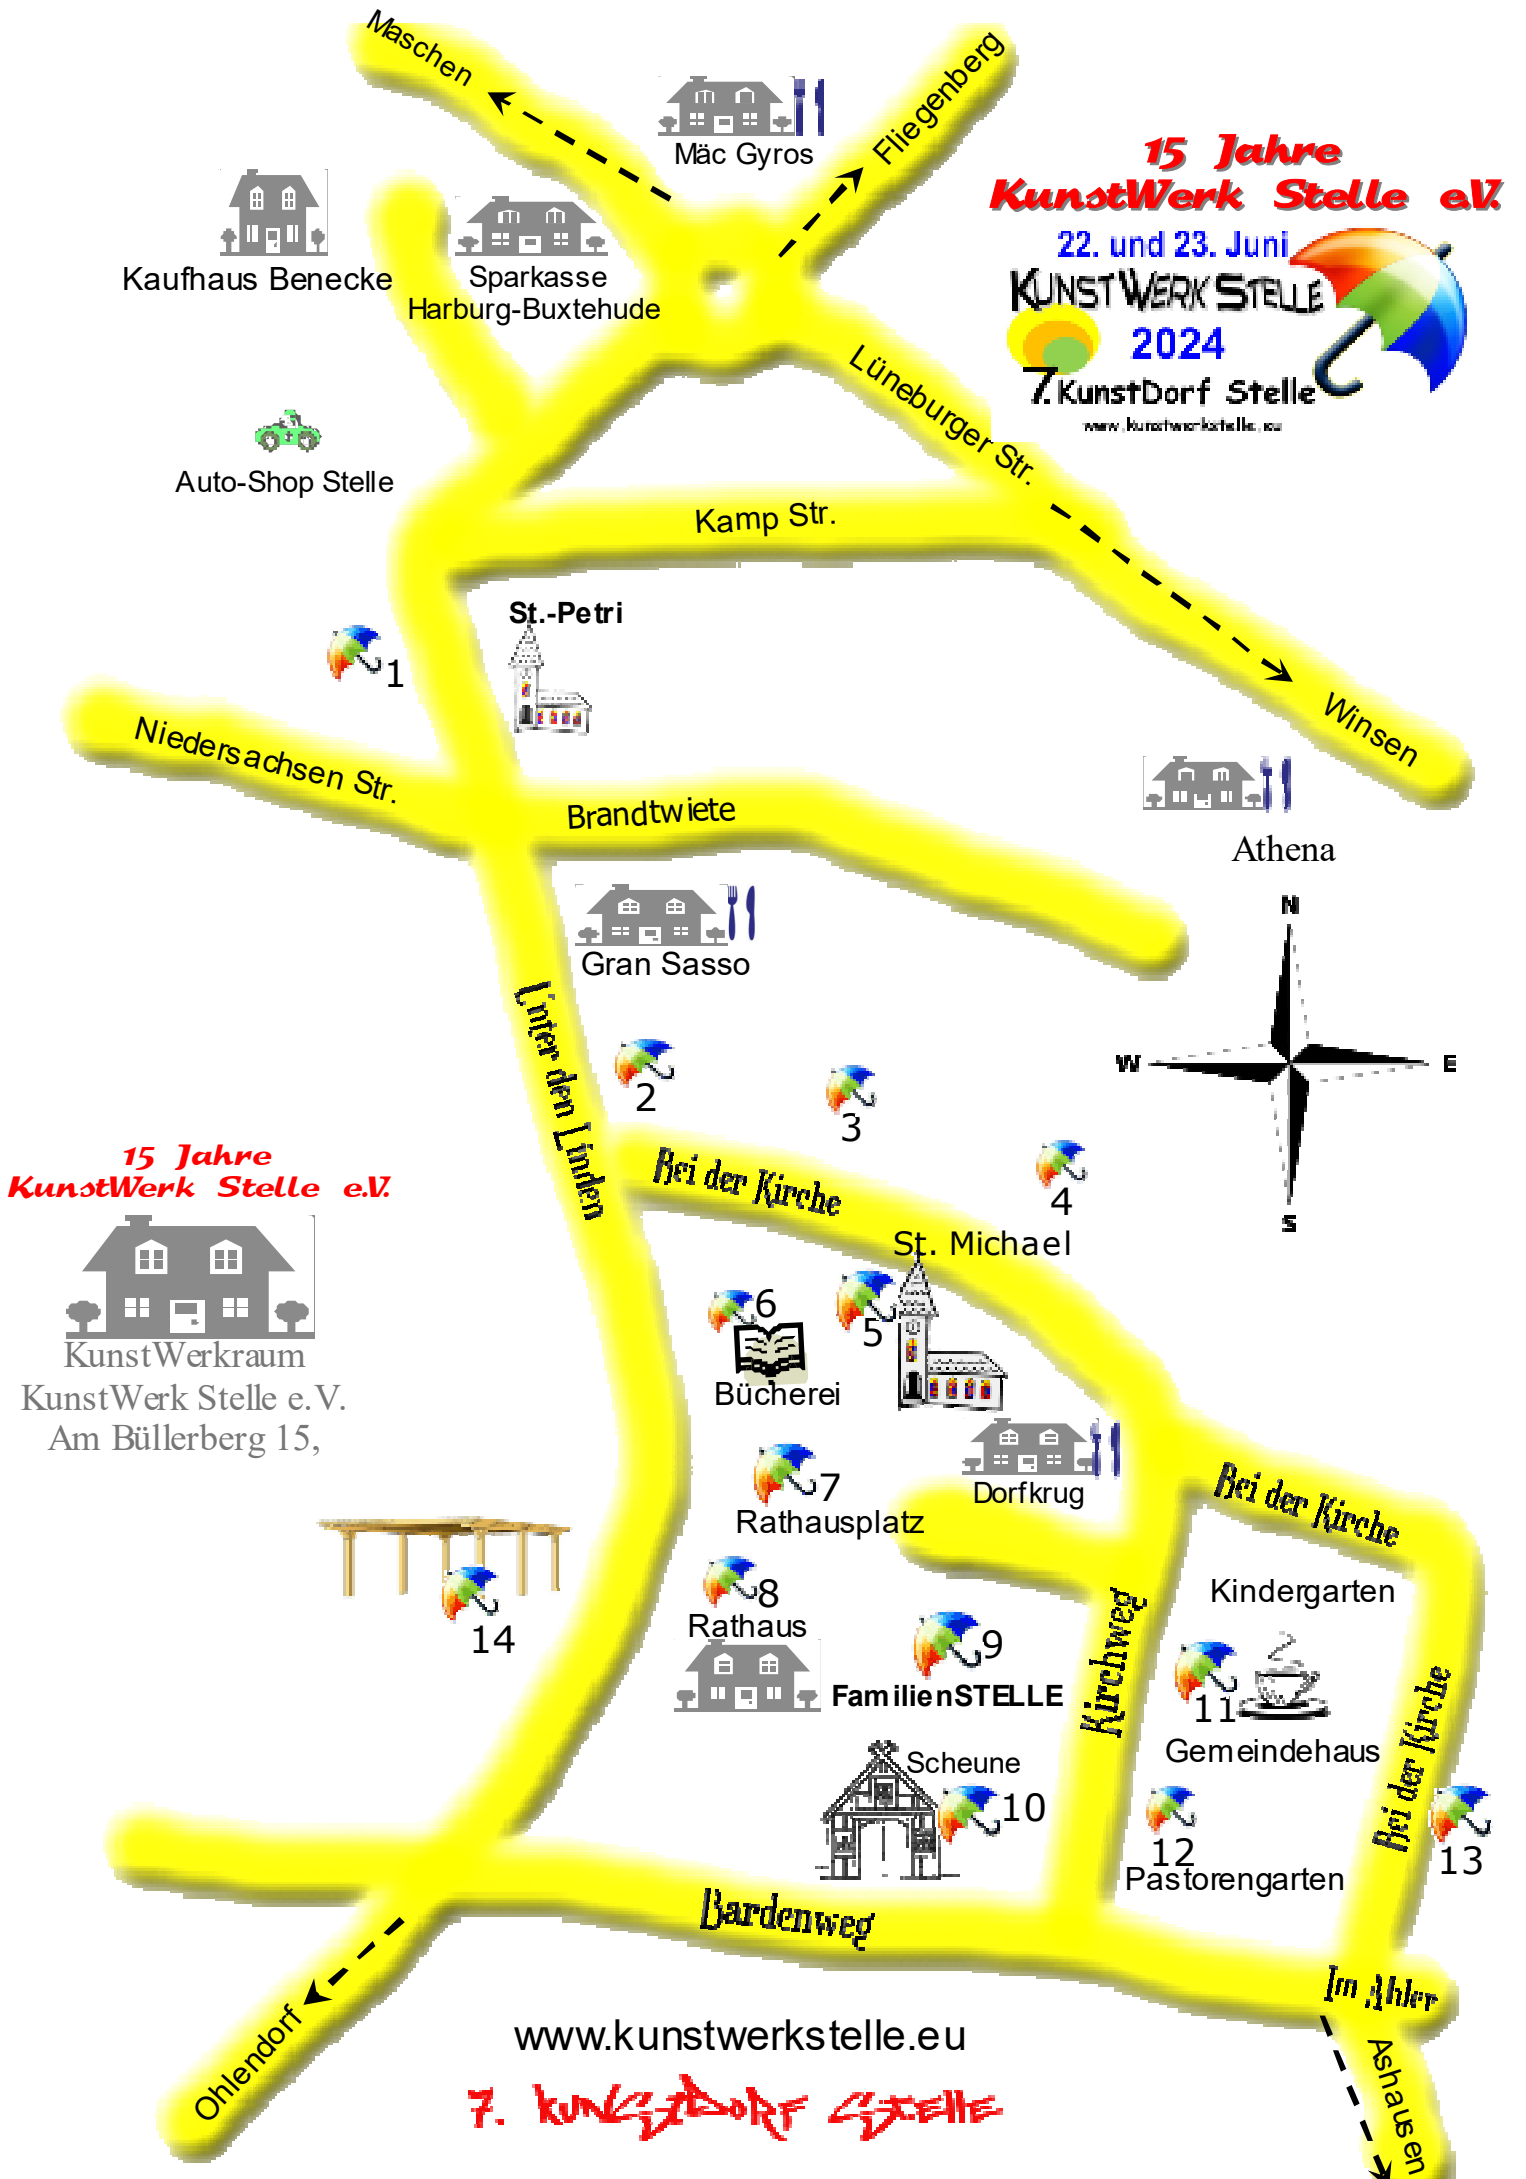 Maschen
Fliegenberg
Mäc Gyros
15 Jahre
KunstWerk Stelle e.V.
22. und 23. Juni
KUNSTWERK STELLE
2024
7. KunstDorf Stelle
www.kunstwerkstelle.eu
Kaufhaus Benecke
Sparkasse
Harburg-Buxtehude
Lüneburger Str.
Auto-Shop Stelle
Kamp Str.
St.-Petri
1
Winsen
Niedersachsen Str.
Brandtwiete
Athena
Gran Sasso
N
W
E
S
Unter den Linden
2
3
4
Bei der Kirche
15 Jahre
KunstWerk Stelle e.V.
KunstWerkraum
KunstWerk Stelle e.V.
Am Büllerberg 15,
St. Michael
5
6
Bücherei
Dorfkrug
7
Rathausplatz
Bei der Kirche
8
Rathaus
14
9
FamilienSTELLE
Kirchweg
Kindergarten
11
Gemeindehaus
Bei der Kirche
Scheune
10
12
Pastorengarten
13
Bardenweg
Im Ahler
Ashausen
Ohlendorf
www.kunstwerkstelle.eu
7. KUNSTDORF STELLE